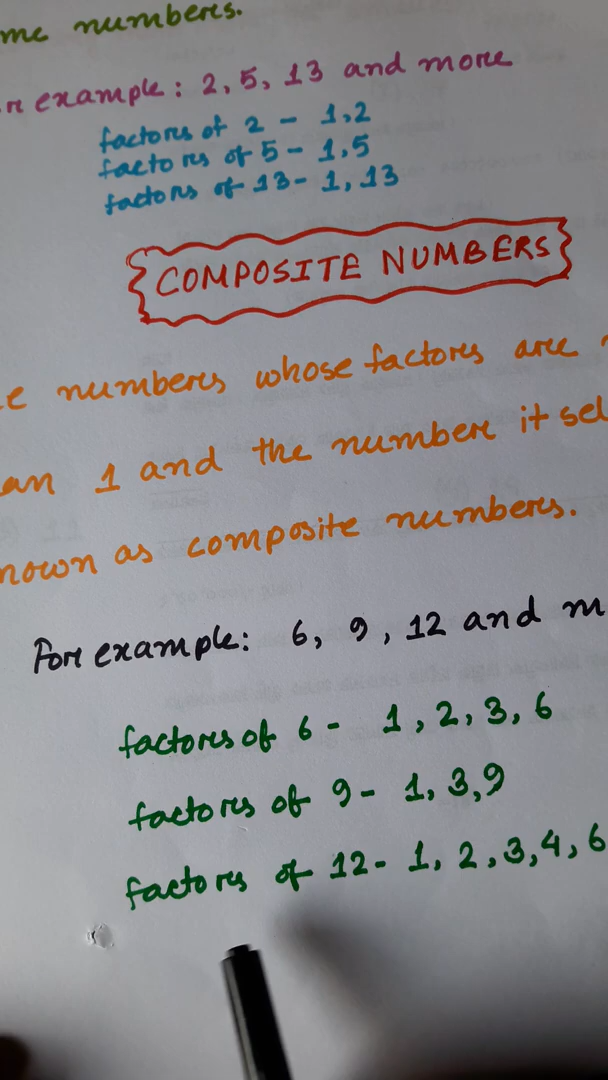 me numbers.
example: 2, 5, 13 and more
factors of 2 - 1,2
factors of 5 - 1,5
factors of 13- 1, 13
COMPOSITE NUMBERS
e numbers whose factors are
an 1 and the number it sel
nown as composite numbers.
For example: 6, 9, 12 and m
factors of 6 - 1, 2, 3, 6
factors of 9- 1, 3,9
factors of 12- 1, 2,3,4,6